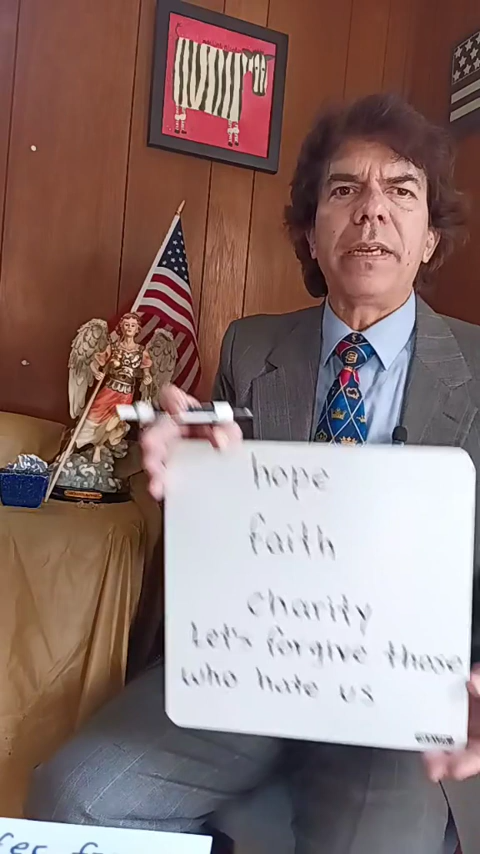 hope
faith
charity
Let's forgive those
who hate us